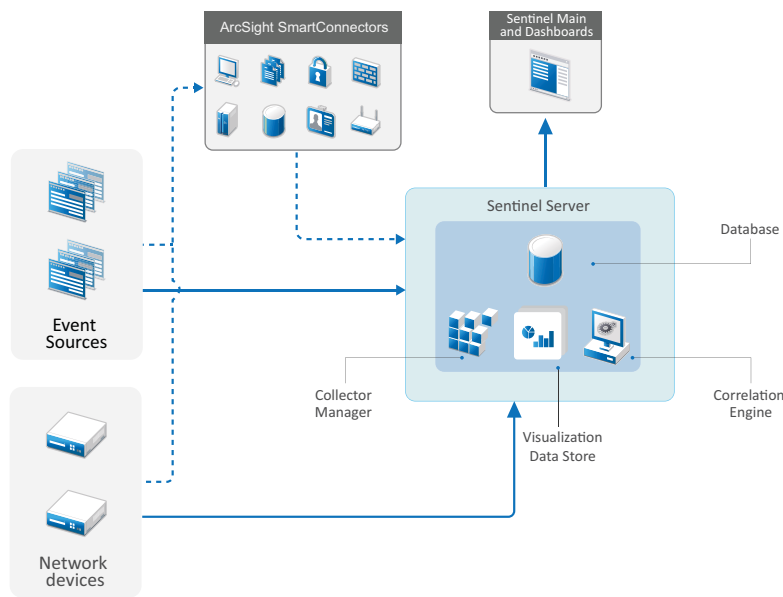 ArcSight SmartConnectors
Sentinel Main
and Dashboards
Sentinel Server
Database
Event
Sources
Collector
Manager
Visualization
Data Store
Correlation
Engine
Network
devices